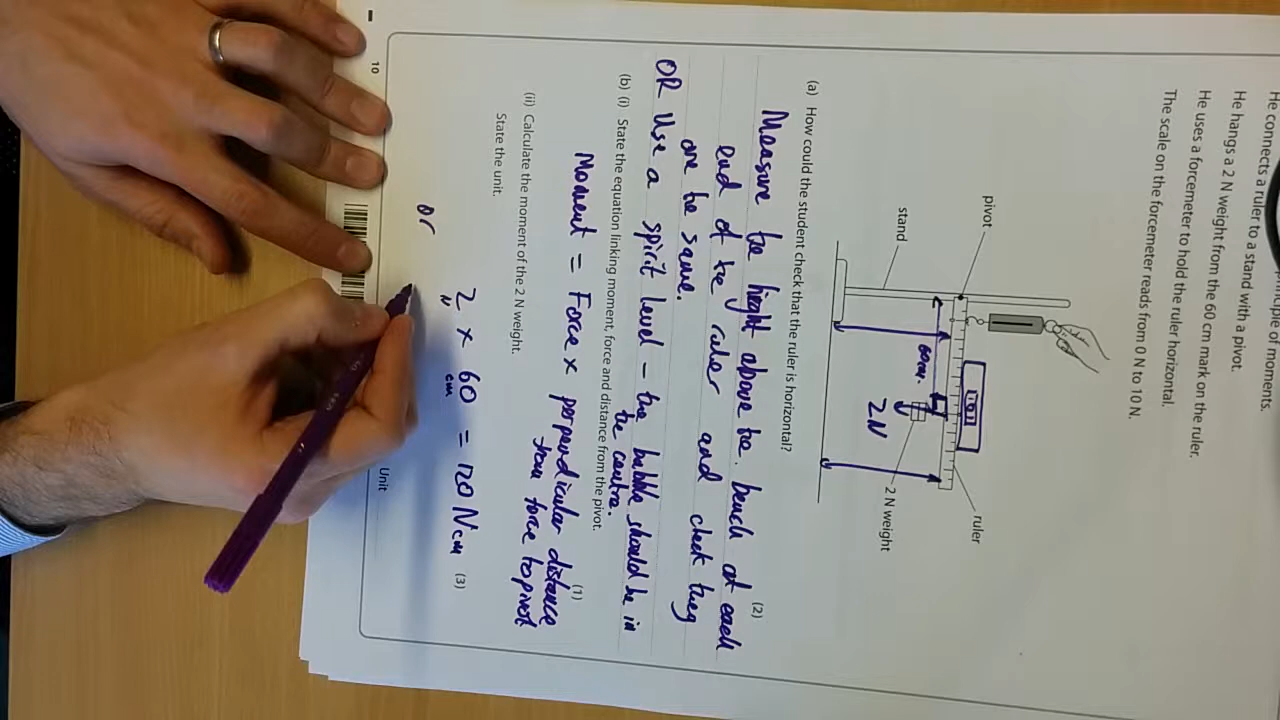 He connects a ruler to a stand with a pivot.
He hangs a 2 N weight from the 60 cm mark on the ruler.
He uses a forcemeter to hold the ruler horizontal.
The scale on the forcemeter reads from 0 N to 10 N.
pivot
ruler
stand
60cm.
2N
2 N weight
(a) How could the student check that the ruler is horizontal?
(2)
Measure the height above the bench at each
end of the ruler and check they
are the same.
OR Use a spirit level - the bubble should be in
the centre.
(b) (i) State the equation linking moment, force and distance from the pivot.
(1)
Moment = Force x perpendicular distance
from force to pivot
(ii) Calculate the moment of the 2 N weight.
State the unit.
(3)
2 x 60 = 120 Ncm
N cm
or
Unit
10